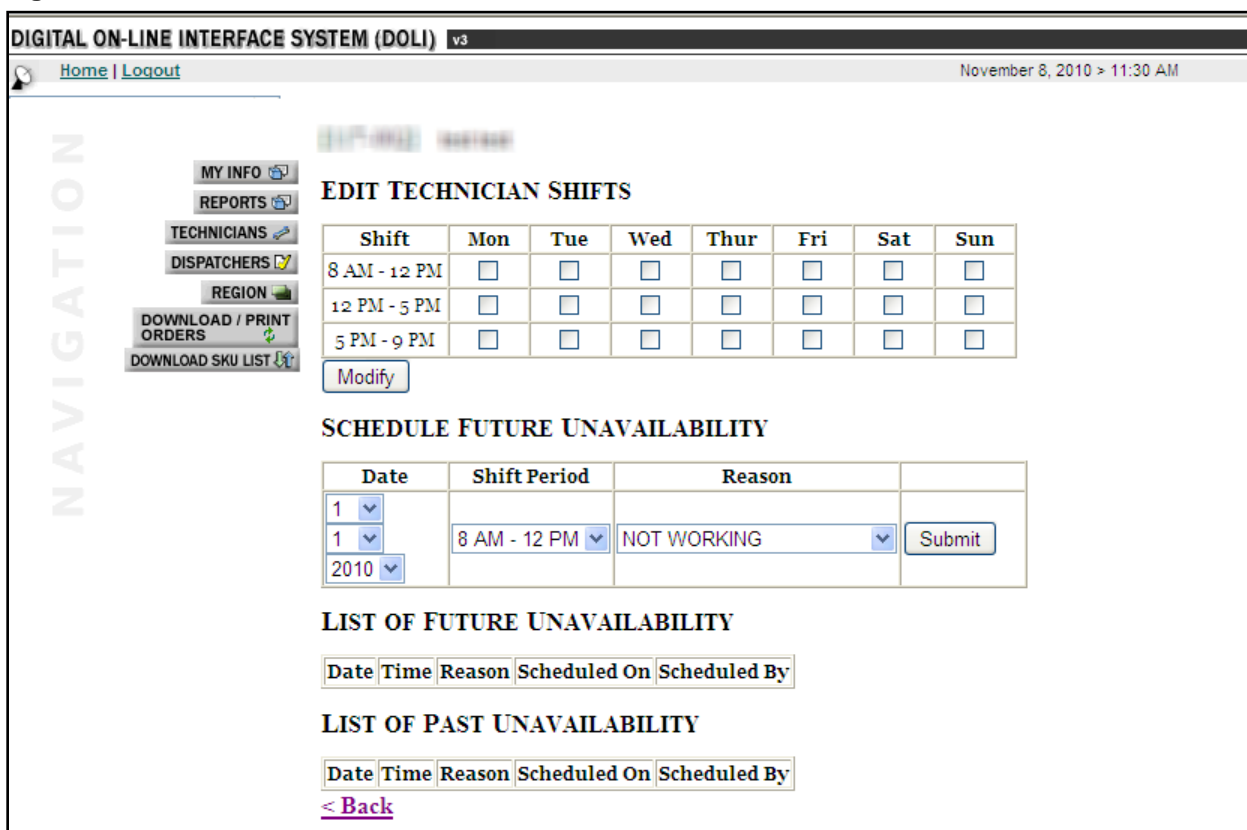 DIGITAL ON-LINE INTERFACE SYSTEM (DOLI) v3
Home | Logout November 8, 2010 > 11:30 AM
NAVIGATION
MY INFO
REPORTS
TECHNICIANS
DISPATCHERS
REGION
DOWNLOAD / PRINT
ORDERS
DOWNLOAD SKU LIST
EDIT TECHNICIAN SHIFTS
Shift Mon Tue Wed Thur Fri Sat Sun
8 AM - 12 PM
12 PM - 5 PM
5 PM - 9 PM
Modify
SCHEDULE FUTURE UNAVAILABILITY
Date Shift Period Reason
1
1 8 AM - 12 PM NOT WORKING Submit
2010
LIST OF FUTURE UNAVAILABILITY
Date Time Reason Scheduled On Scheduled By
LIST OF PAST UNAVAILABILITY
Date Time Reason Scheduled On Scheduled By
< Back